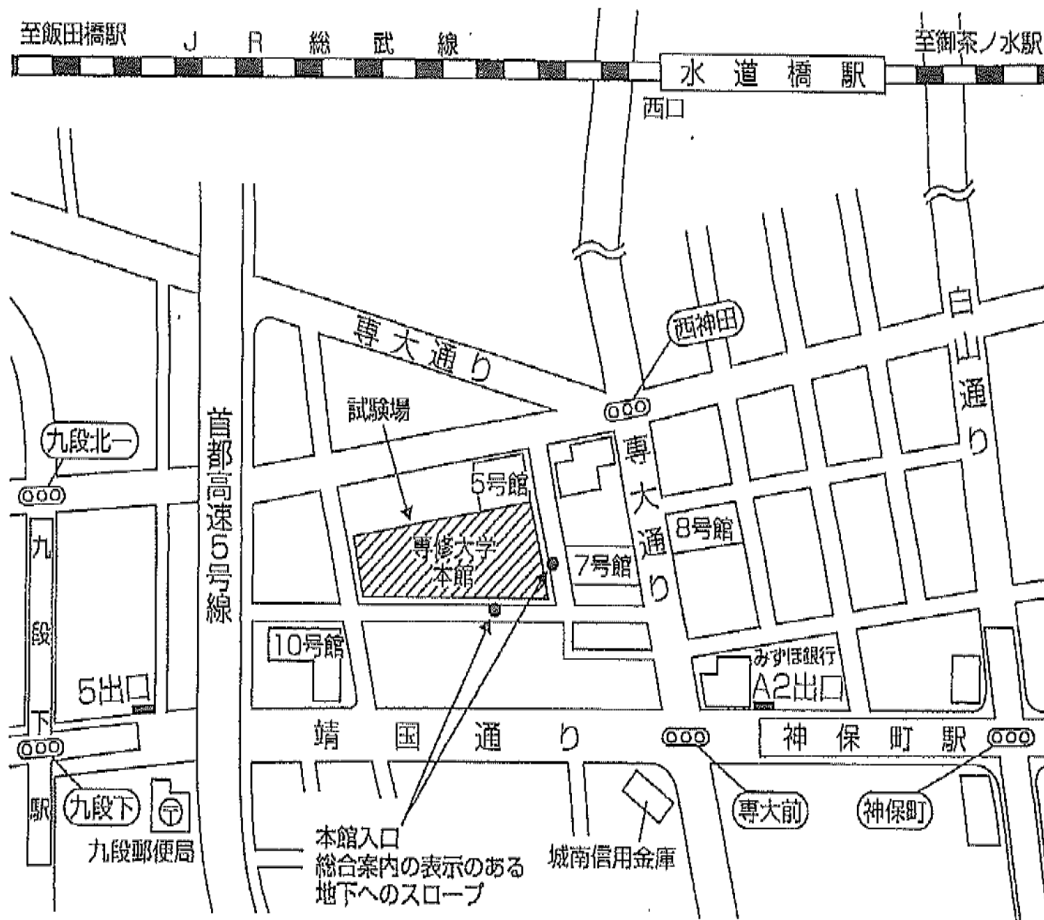 至飯田橋駅
JR総武線
水道橋駅
至御茶ノ水駅
西口
白山通り
西神田
専大通り
試験場
九段北一
首都高速5号線
5号館
専修大学
本館
専大通り
8号館
7号館
九段下駅
10号館
5出口
みずほ銀行
A2出口
靖国通り
神保町駅
九段下
専大前
神保町
九段郵便局
本館入口
総合案内の表示のある
地下へのスロープ
城南信用金庫